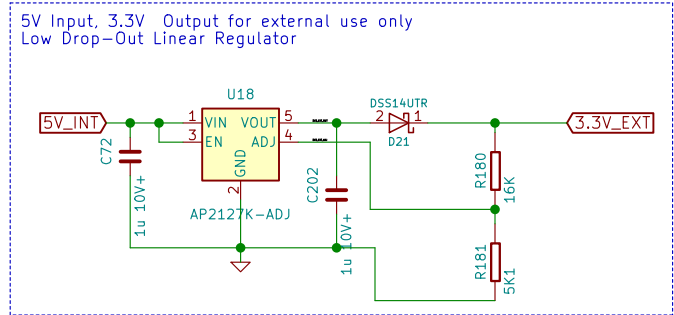 5V Input, 3.3V  Output for external use only
Low Drop-Out Linear Regulator
U18
DSS14UTR
5V_INT
1 VIN VOUT 5
2 1
3.3V_EXT
3 EN ADJ 4
D21
C72
GND
2
R180
16K
C202
1u 10V+
AP2127K-ADJ
1u 10V+
R181
5K1